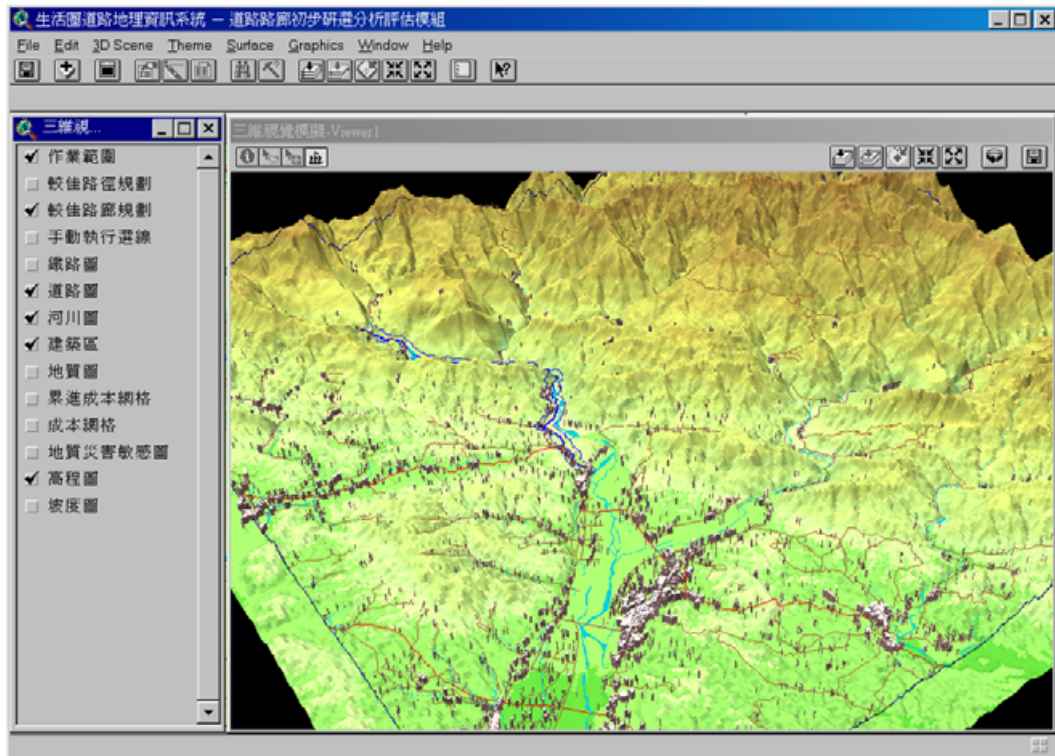 生活圈道路地理資訊系統 － 道路路廊初步研選分析評估模組
File Edit 3D Scene Theme Surface Graphics Window Help
三維視...
作業範圍
較佳路徑規劃
較佳路廊規劃
手動執行選線
鐵路圖
道路圖
河川圖
建築區
地質圖
累進成本網格
成本網格
地質災害敏感圖
高程圖
坡度圖
三維視覺模擬-Viewer1